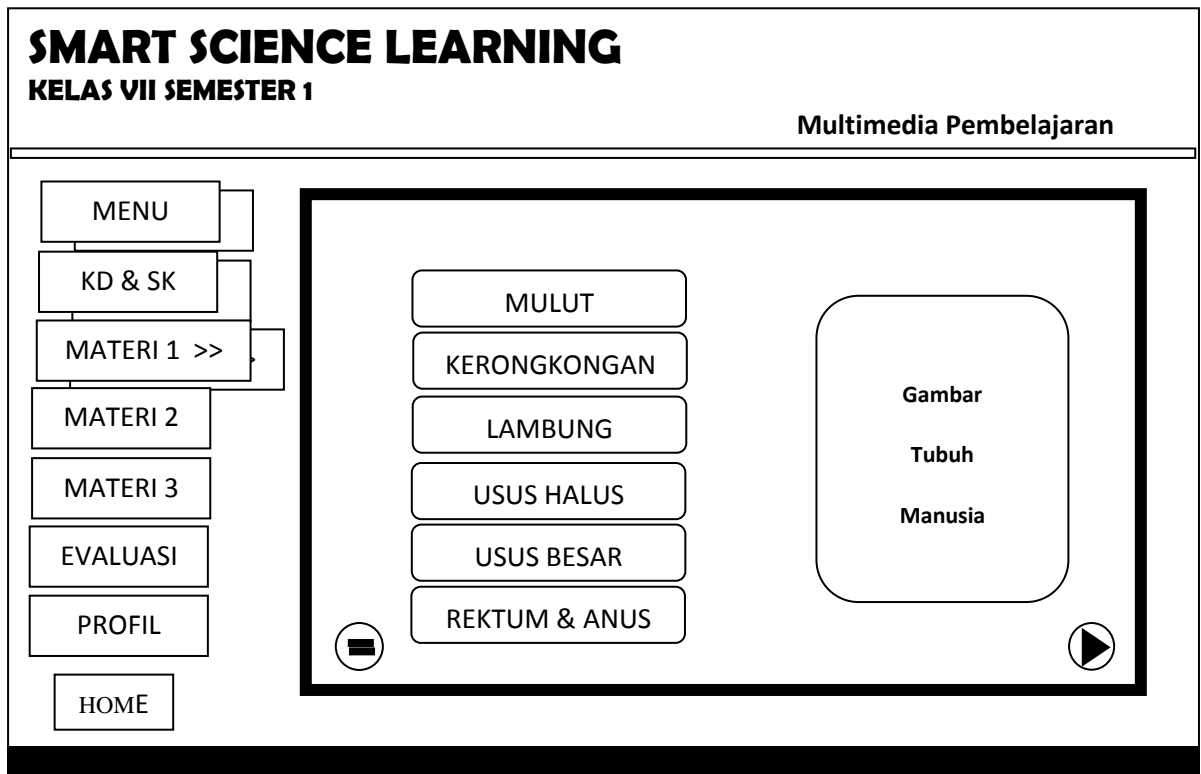 SMART SCIENCE LEARNING
KELAS VII SEMESTER 1
Multimedia Pembelajaran
MENU
KD & SK
MATERI 1 >>
MATERI 2
MATERI 3
EVALUASI
PROFIL
HOME
MULUT
KERONGKONGAN
LAMBUNG
USUS HALUS
USUS BESAR
REKTUM & ANUS
Gambar
Tubuh
Manusia